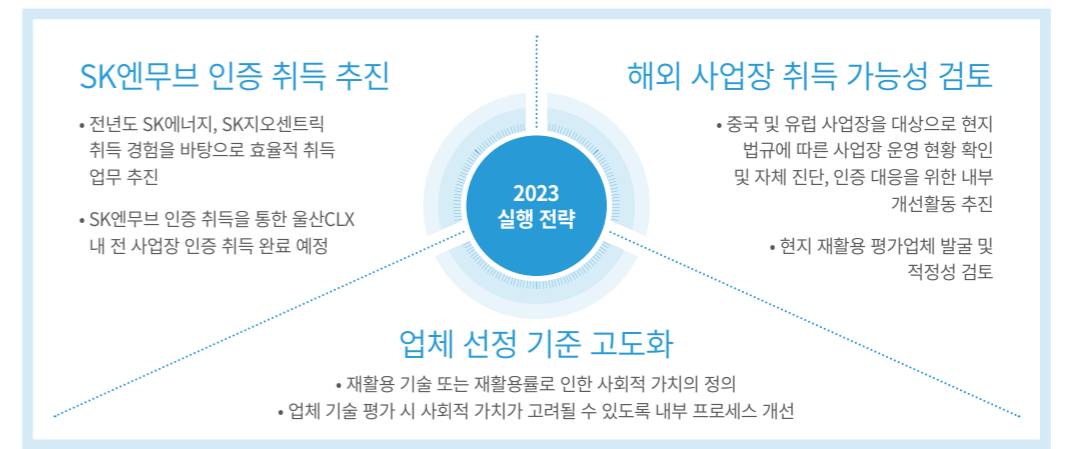 SK엔무브 인증 취득 추진
• 전년도 SK에너지, SK지오센트릭
취득 경험을 바탕으로 효율적 취득
업무 추진
• SK엔무브 인증 취득을 통한 울산CLX
내 전 사업장 인증 취득 완료 예정
2023
실행 전략
해외 사업장 취득 가능성 검토
• 중국 및 유럽 사업장을 대상으로 현지
법규에 따른 사업장 운영 현황 확인
및 자체 진단, 인증 대응을 위한 내부
개선활동 추진
• 현지 재활용 평가업체 발굴 및
적정성 검토
업체 선정 기준 고도화
• 재활용 기술 또는 재활용률로 인한 사회적 가치의 정의
• 업체 기술 평가 시 사회적 가치가 고려될 수 있도록 내부 프로세스 개선